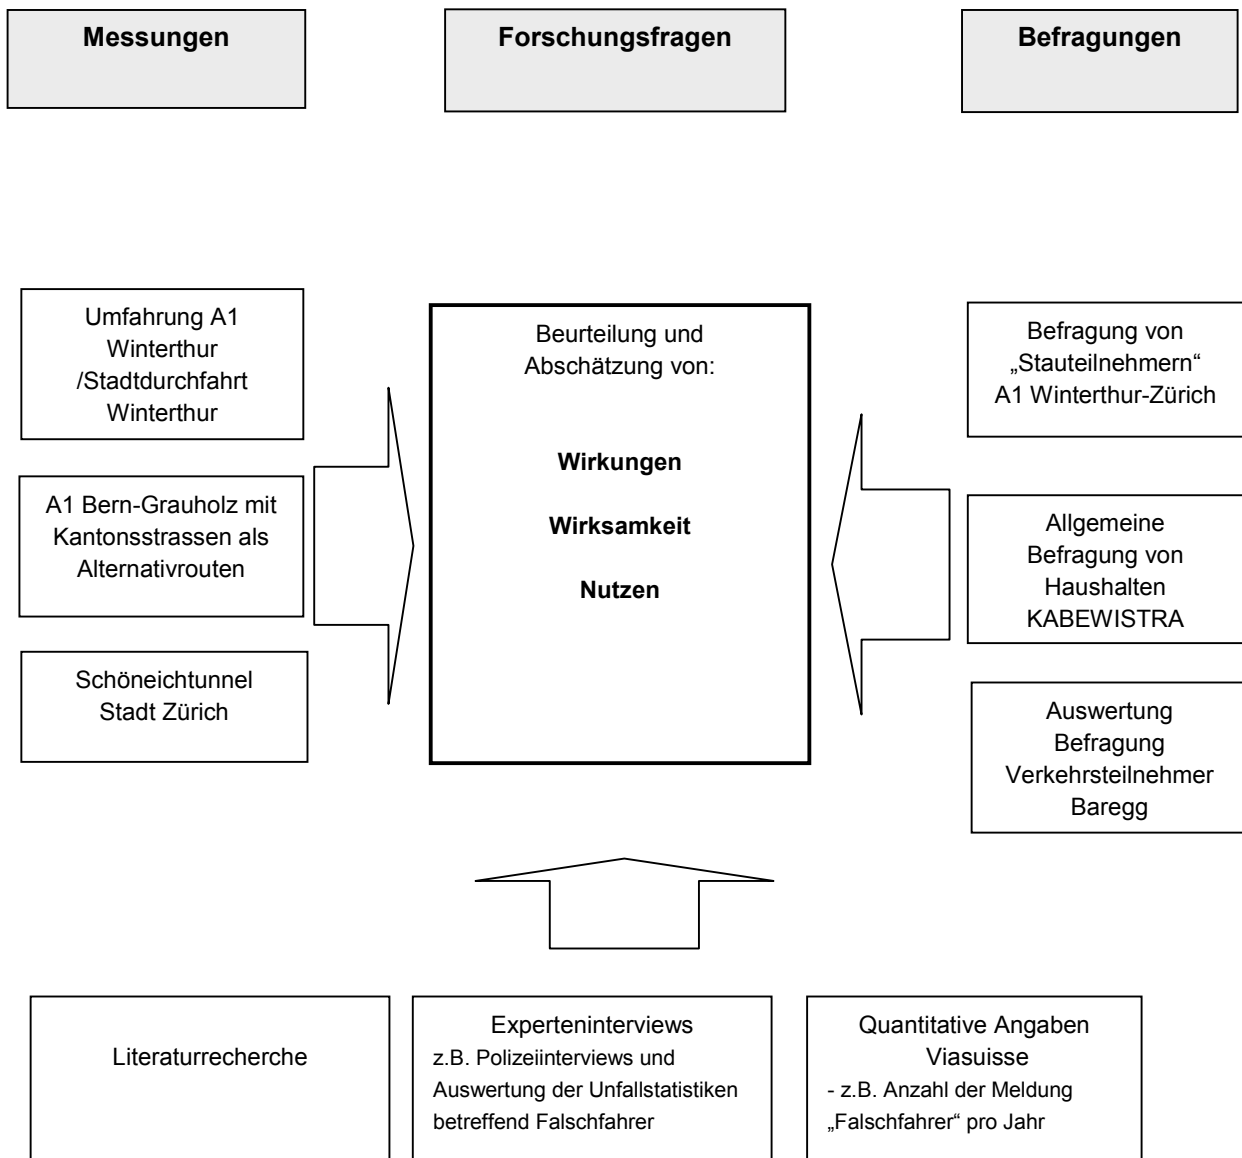 Messungen
Forschungsfragen
Befragungen
Umfahrung A1
Winterthur
/Stadtdurchfahrt
Winterthur
A1 Bern-Grauholz mit
Kantonsstrassen als
Alternativrouten
Schöneichtunnel
Stadt Zürich
Beurteilung und
Abschätzung von:
Wirkungen
Wirksamkeit
Nutzen
Befragung von
„Stauteilnehmern“
A1 Winterthur-Zürich
Allgemeine
Befragung von
Haushalten
KABEWISTRA
Auswertung
Befragung
Verkehrsteilnehmer
Baregg
Literaturrecherche
Experteninterviews
z.B. Polizeiinterviews und
Auswertung der Unfallstatistiken
betreffend Falschfahrer
Quantitative Angaben
Viasuisse
- z.B. Anzahl der Meldung
„Falschfahrer“ pro Jahr